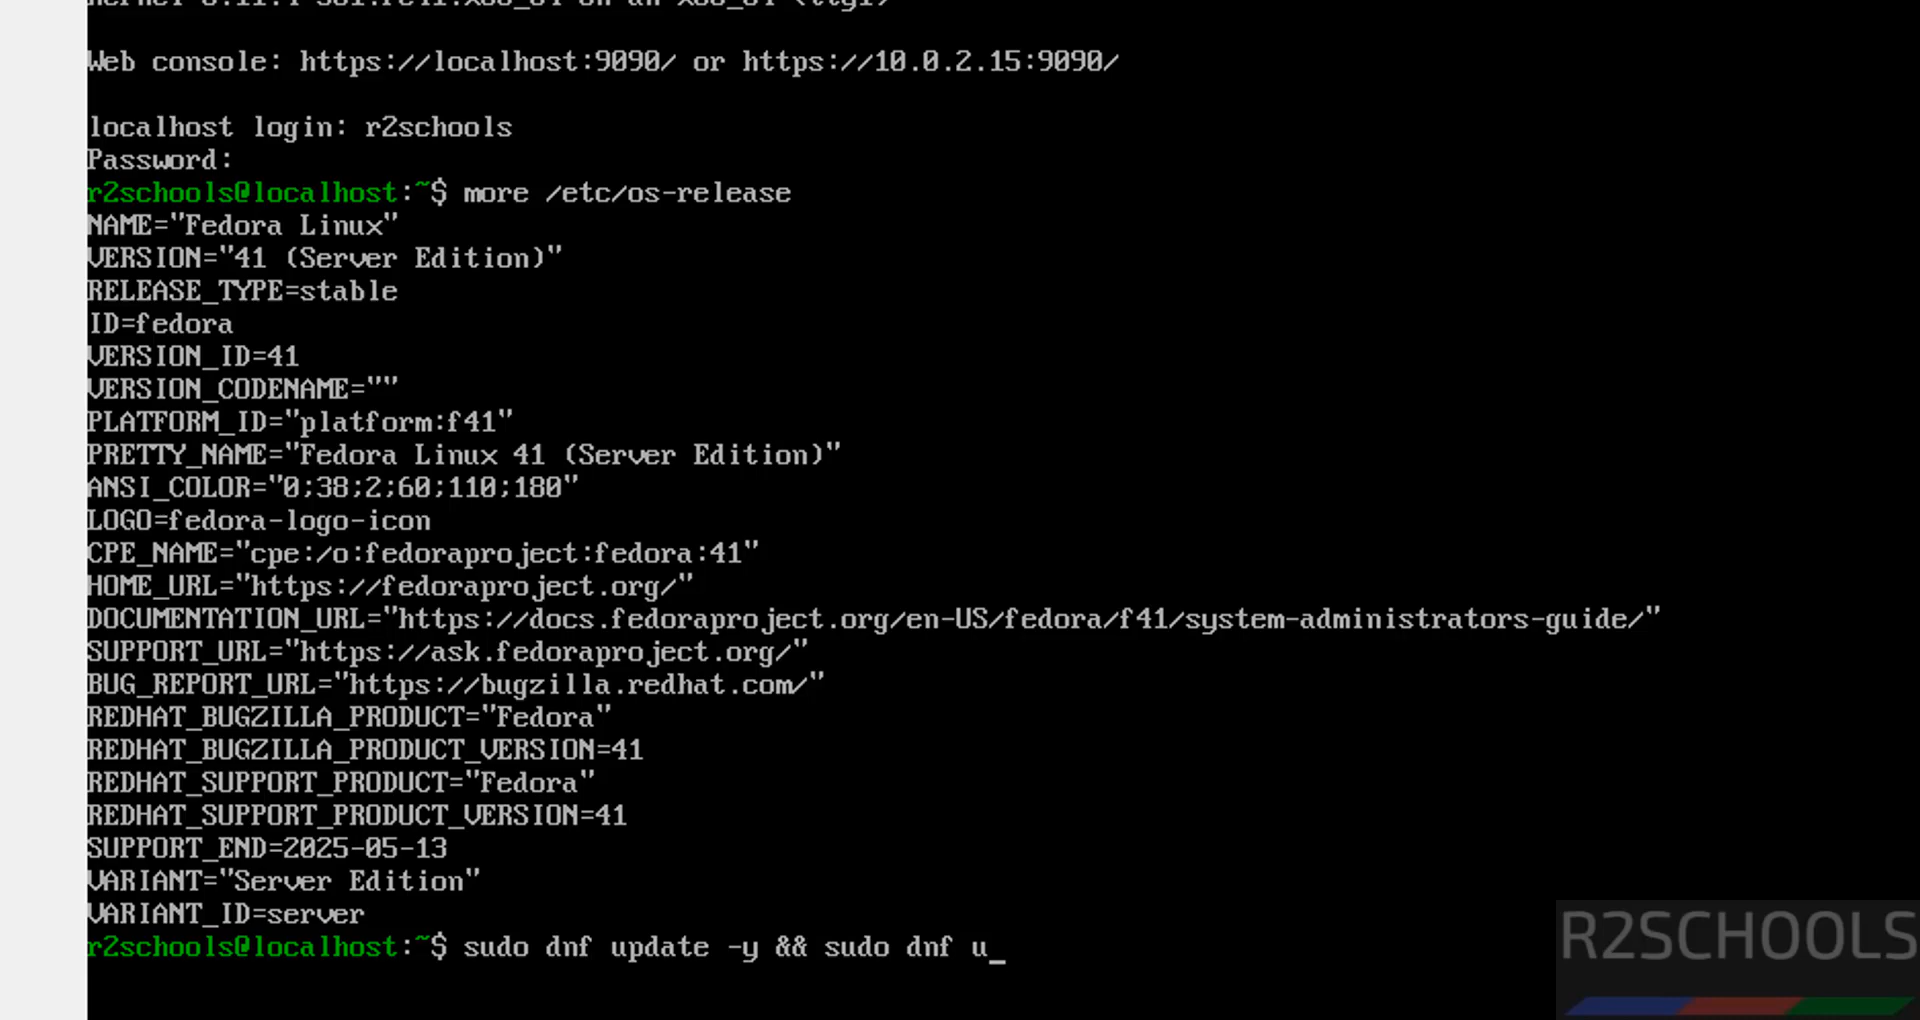 Web console: https://localhost:9090/ or https://10.0.2.15:9090/
localhost login: r2schools
Password:
r2schools@localhost:~$ more /etc/os-release
NAME="Fedora Linux"
VERSION="41 (Server Edition)"
RELEASE_TYPE=stable
ID=fedora
VERSION_ID=41
VERSION_CODENAME=""
PLATFORM_ID="platform:f41"
PRETTY_NAME="Fedora Linux 41 (Server Edition)"
ANSI_COLOR="0;38;2;60;110;180"
LOGO=fedora-logo-icon
CPE_NAME="cpe:/o:fedoraproject:fedora:41"
HOME_URL="https://fedoraproject.org/"
DOCUMENTATION_URL="https://docs.fedoraproject.org/en-US/fedora/f41/system-administrators-guide/"
SUPPORT_URL="https://ask.fedoraproject.org/"
BUG_REPORT_URL="https://bugzilla.redhat.com/"
REDHAT_BUGZILLA_PRODUCT="Fedora"
REDHAT_BUGZILLA_PRODUCT_VERSION=41
REDHAT_SUPPORT_PRODUCT="Fedora"
REDHAT_SUPPORT_PRODUCT_VERSION=41
SUPPORT_END=2025-05-13
VARIANT="Server Edition"
VARIANT_ID=server
r2schools@localhost:~$ sudo dnf update -y && sudo dnf u_
R2SCHOOLS